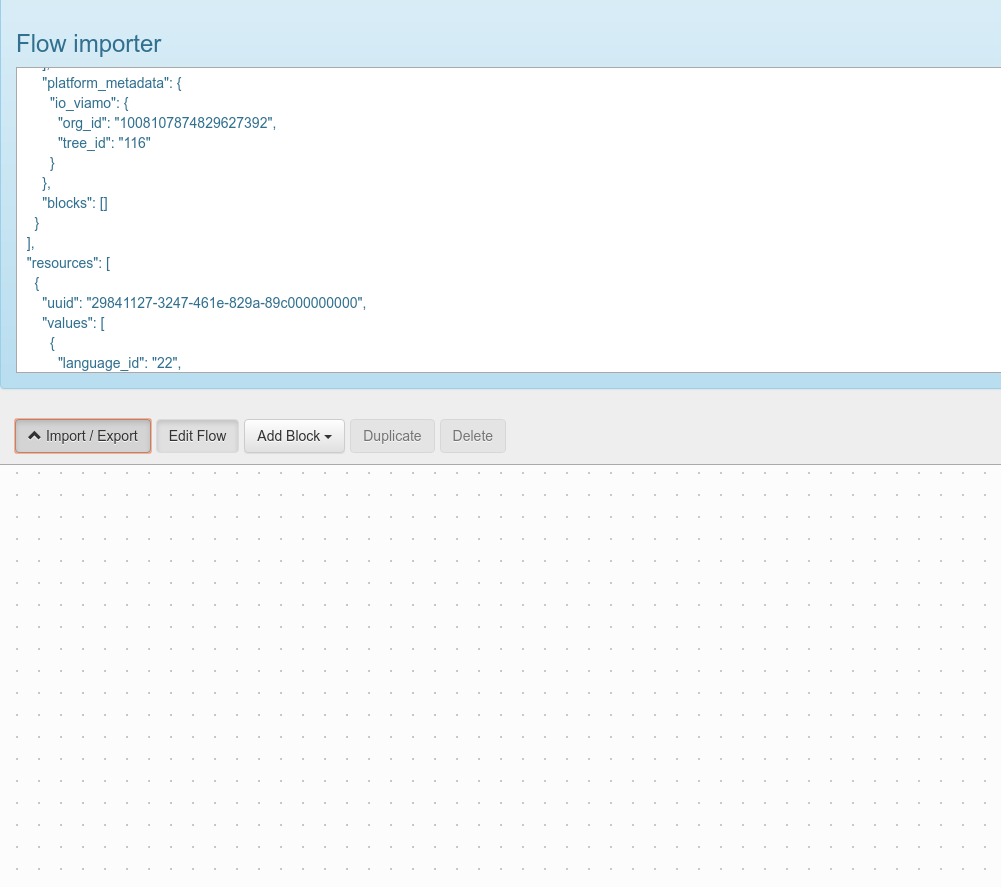 Flow importer
],
"platform_metadata": {
"io_viamo": {
"org_id": "1008107874829627392",
"tree_id": "116"
}
},
"blocks": []
}
],
"resources": [
{
"uuid": "29841127-3247-461e-829a-89c000000000",
"values": [
{
"language_id": "22",
Import / Export
Edit Flow
Add Block
Duplicate
Delete